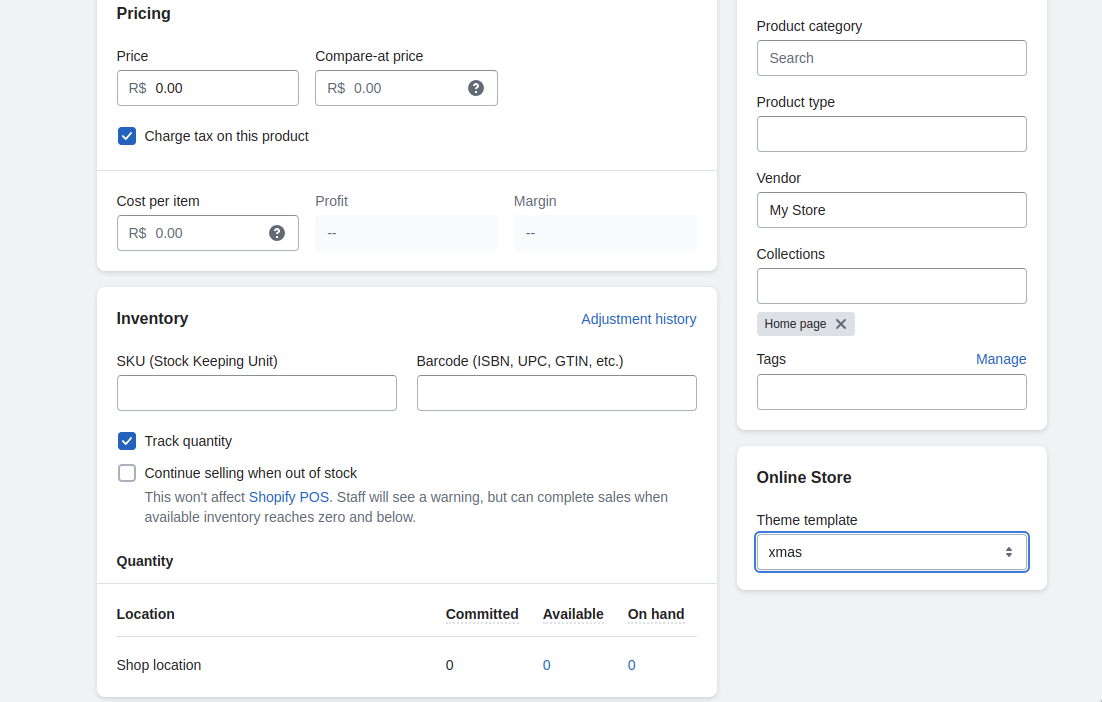 Pricing
Price
Compare-at price
R$ 0.00
R$ 0.00
Charge tax on this product
Cost per item
Profit
Margin
R$ 0.00
--
--
Inventory
Adjustment history
SKU (Stock Keeping Unit)
Barcode (ISBN, UPC, GTIN, etc.)
Track quantity
Continue selling when out of stock
This won't affect Shopify POS. Staff will see a warning, but can complete sales when
available inventory reaches zero and below.
Quantity
Location Committed Available On hand
Shop location 0 0 0
Product category
Search
Product type
Vendor
My Store
Collections
Home page
Tags
Manage
Online Store
Theme template
xmas